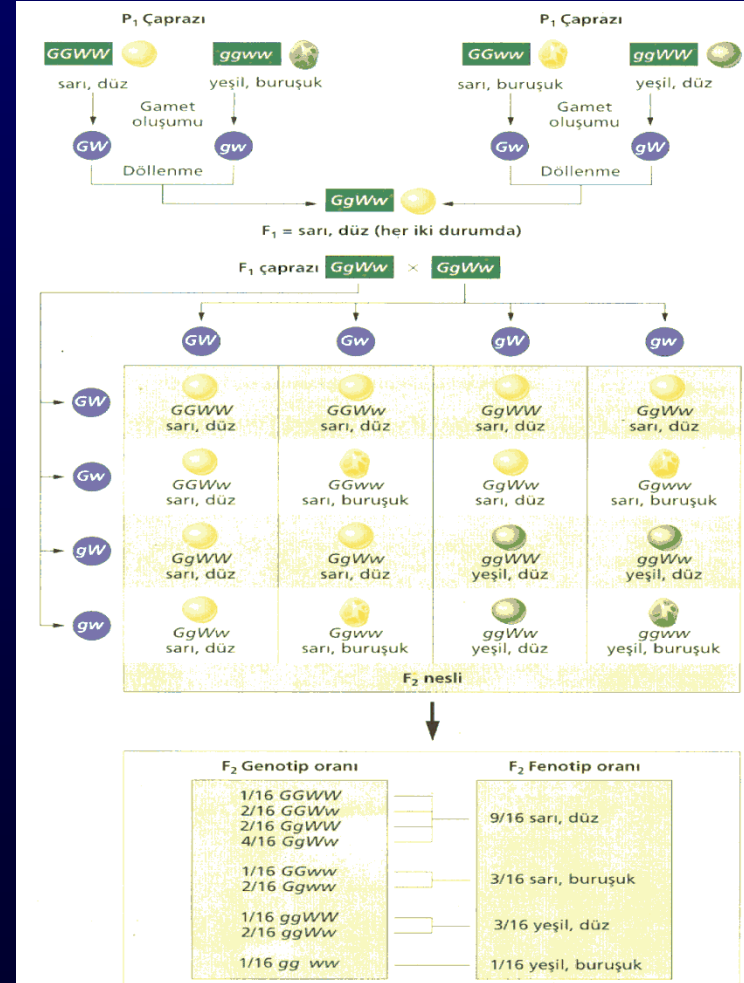 P₁ Çaprazı
GGWW
ggww
sarı, düz
yeşil, buruşuk
Gamet
oluşumu
GW
gw
Döllenme
P₁ Çaprazı
GGww
ggWW
sarı, buruşuk
yeşil, düz
Gamet
oluşumu
Gw
gW
Döllenme
GgWw
F₁ = sarı, düz (her iki durumda)
F₁ çaprazı GgWw × GgWw
GW Gw gW gw
GW
GGWW GGWw GgWW GgWw
sarı, düz sarı, düz sarı, düz sarı, düz
Gw
GGWw GGww GgWw Ggww
sarı, düz sarı, buruşuk sarı, düz sarı, buruşuk
gW
GgWW GgWw ggWW ggWw
sarı, düz sarı, düz yeşil, düz yeşil, düz
gw
GgWw Ggww ggWw ggww
sarı, düz sarı, buruşuk yeşil, düz yeşil, buruşuk
F₂ nesli
F₂ Genotip oranı
1/16 GGWW
2/16 GGWw
2/16 GgWW
4/16 GgWw
1/16 GGww
2/16 Ggww
1/16 ggWW
2/16 ggWw
1/16 gg ww
F₂ Fenotip oranı
9/16 sarı, düz
3/16 sarı, buruşuk
3/16 yeşil, düz
1/16 yeşil, buruşuk